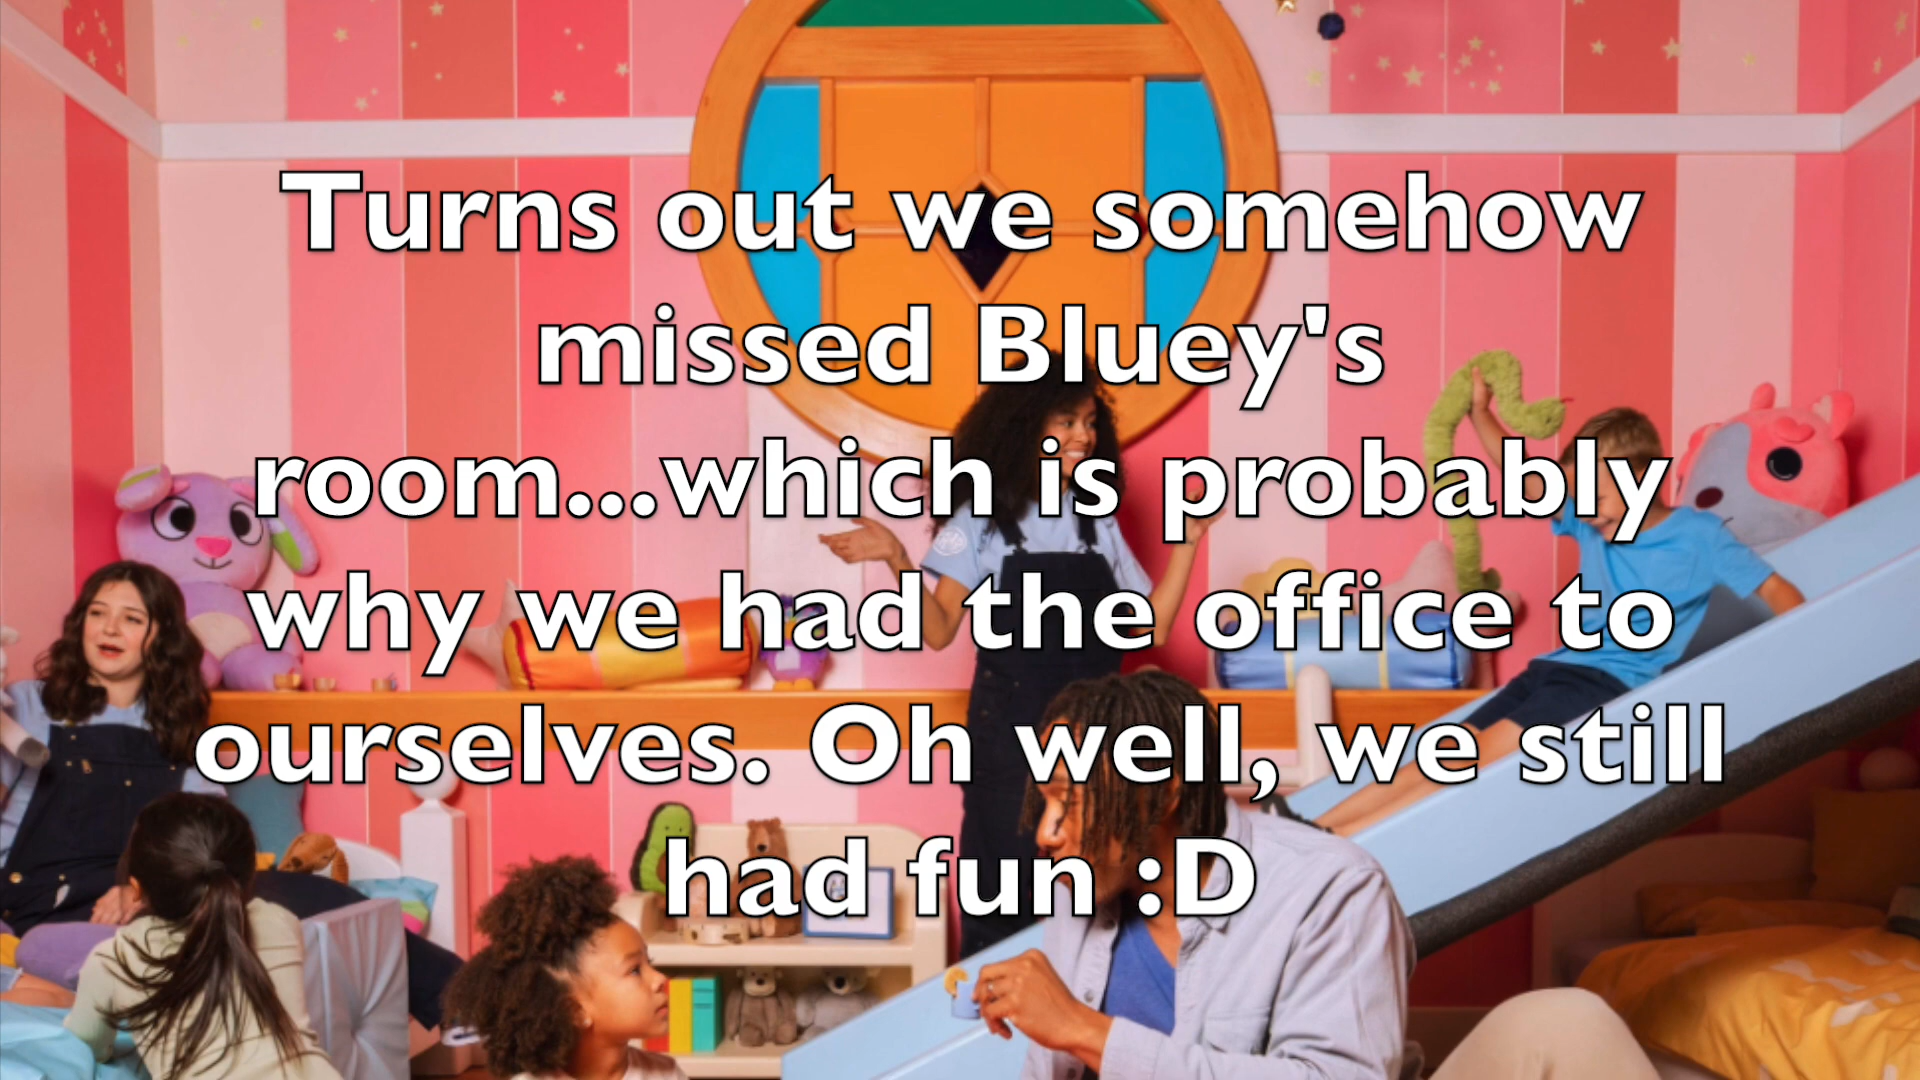 Turns out we somehow
missed Bluey's
room...which is probably
why we had the office to
ourselves. Oh well, we still
had fun :D